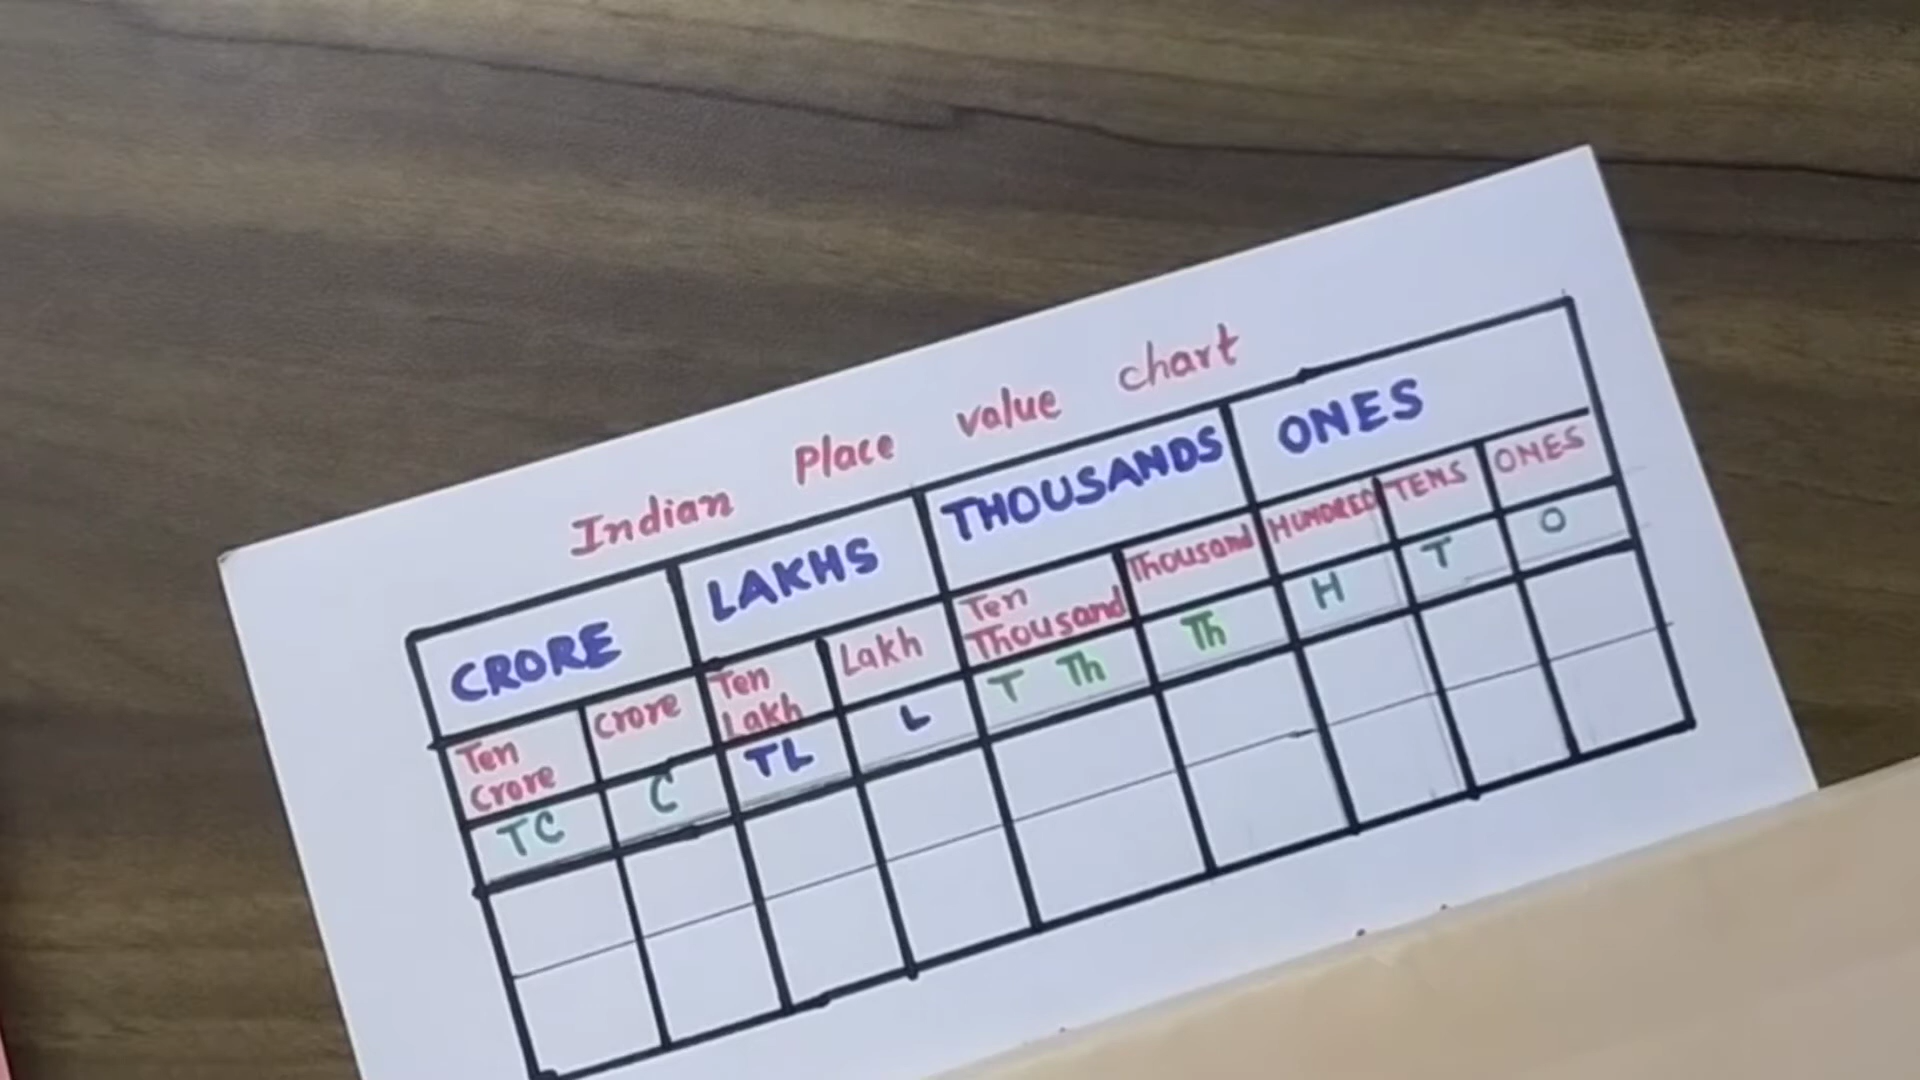 Indian Place value chart
CRORE LAKHS THOUSANDS ONES
Ten Crore Crore Ten Lakh Lakh Ten Thousand Thousand HUNDRED TENS ONES
TC C TL L T Th Th H T O